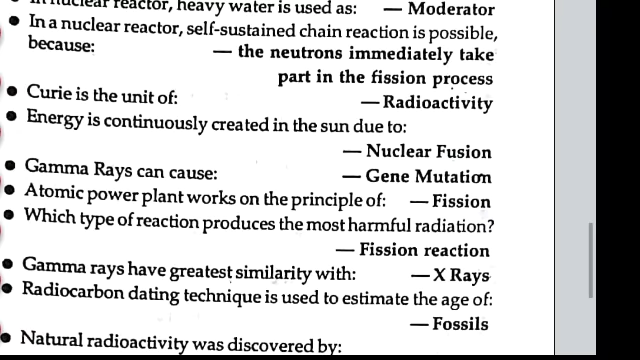 In nuclear reactor, heavy water is used as: — Moderator
● In a nuclear reactor, self-sustained chain reaction is possible,
because: — the neutrons immediately take
part in the fission process
● Curie is the unit of: — Radioactivity
● Energy is continuously created in the sun due to:
— Nuclear Fusion
● Gamma Rays can cause: — Gene Mutation
● Atomic power plant works on the principle of: — Fission
● Which type of reaction produces the most harmful radiation?
— Fission reaction
● Gamma rays have greatest similarity with: — X Rays
● Radiocarbon dating technique is used to estimate the age of:
— Fossils
● Natural radioactivity was discovered by: